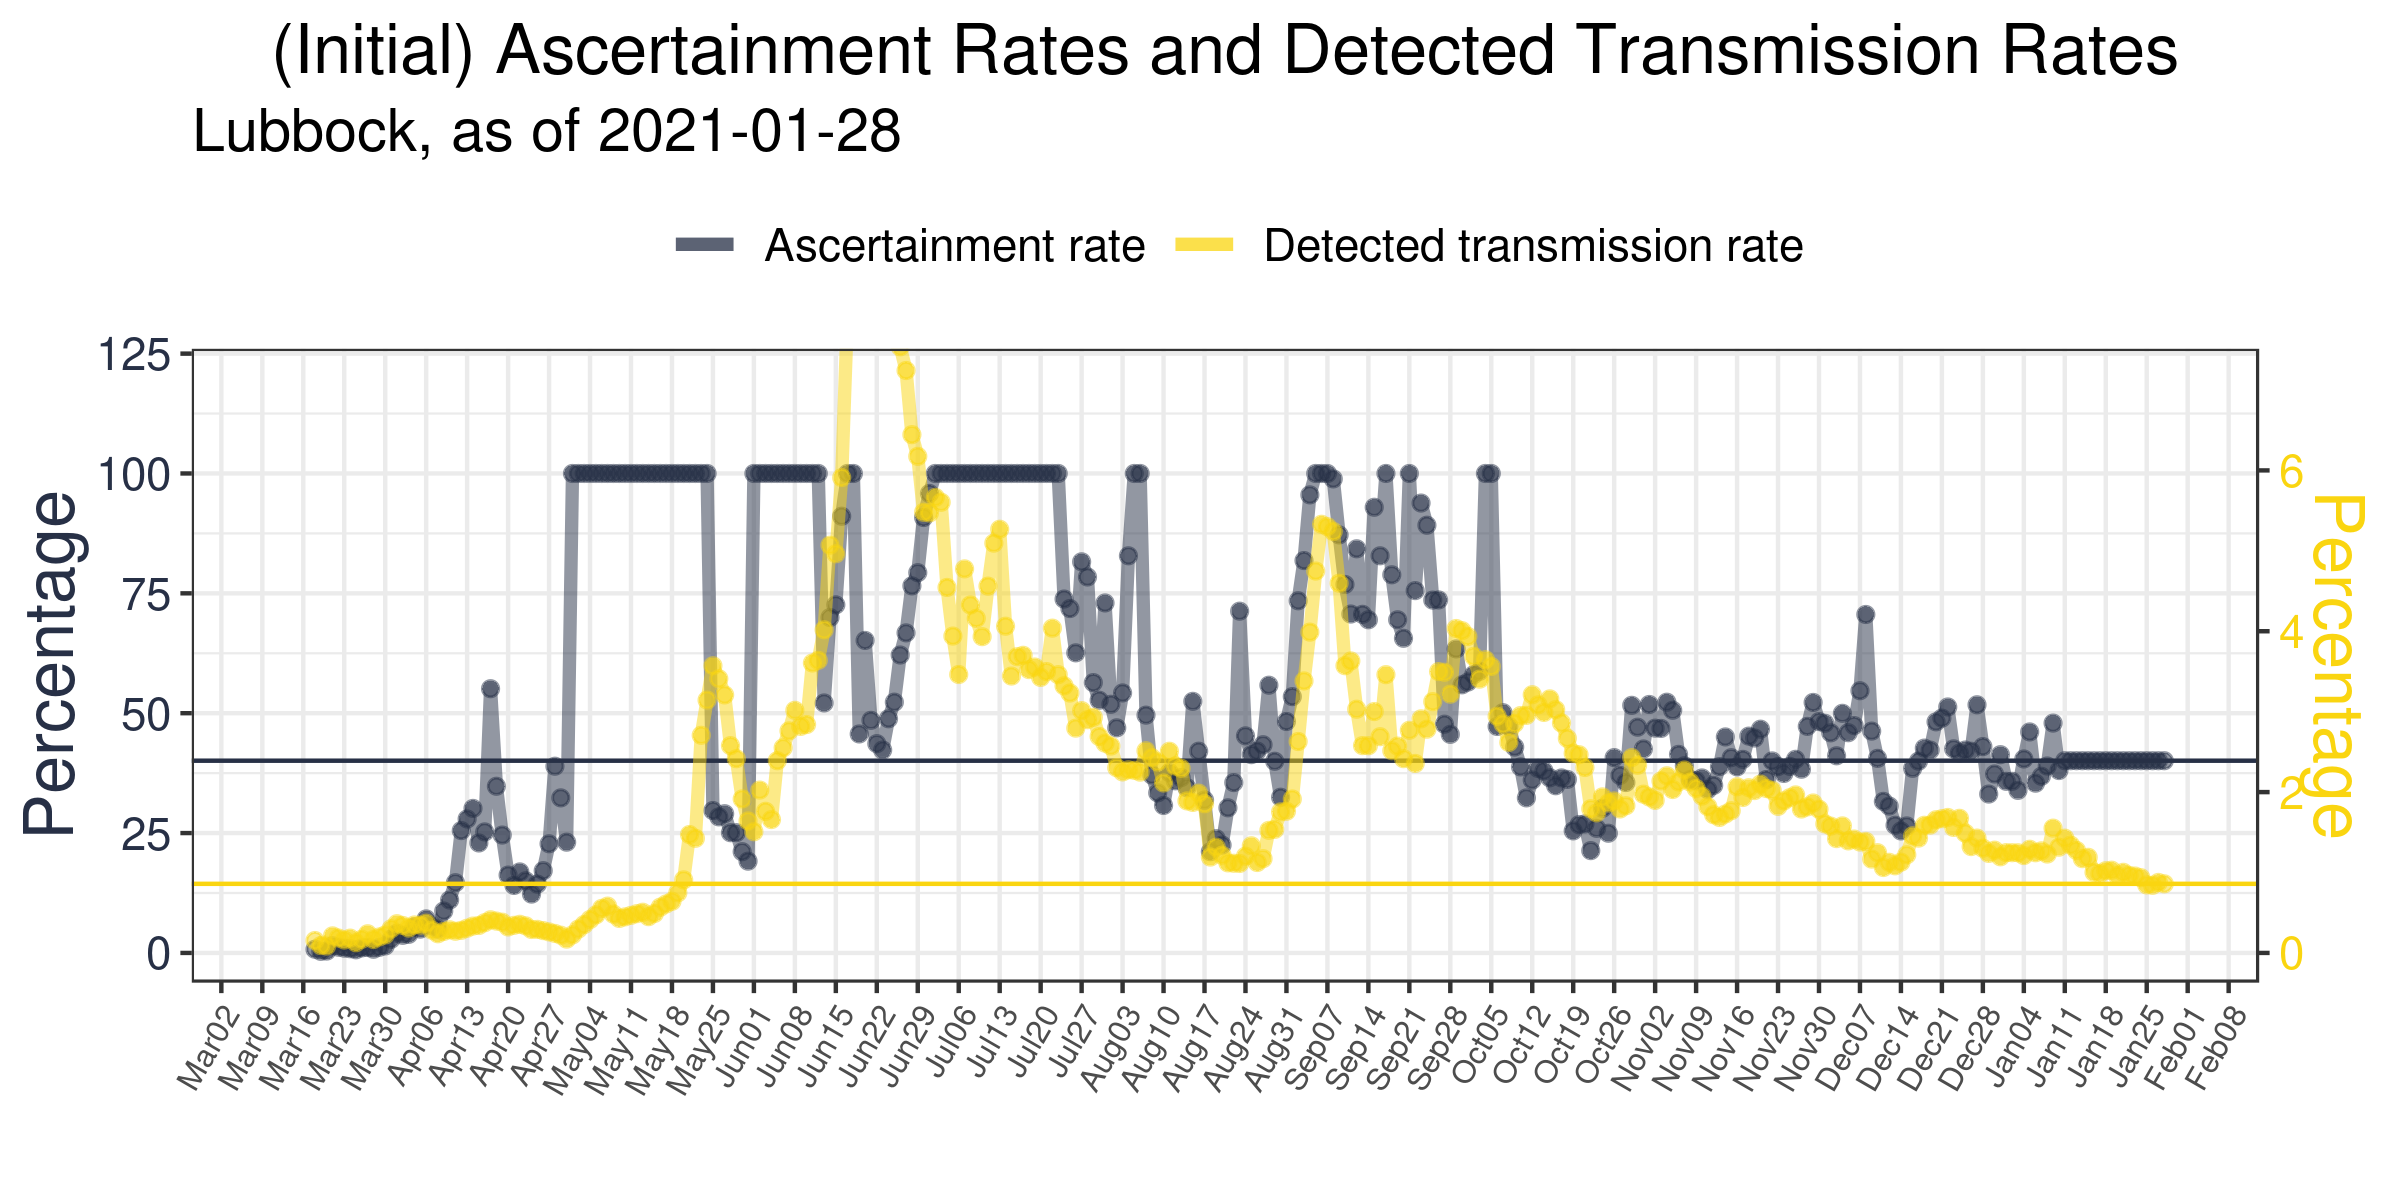 (Initial) Ascertainment Rates and Detected Transmission Rates
Lubbock, as of 2021-01-28
Ascertainment rate
Detected transmission rate
Percentage
125
100
75
50
25
0
6
4
2
0
Percentage
Mar02
Mar09
Mar16
Mar23
Mar30
Apr06
Apr13
Apr20
Apr27
May04
May11
May18
May25
Jun01
Jun08
Jun15
Jun22
Jun29
Jul06
Jul13
Jul20
Jul27
Aug03
Aug10
Aug17
Aug24
Aug31
Sep07
Sep14
Sep21
Sep28
Oct05
Oct12
Oct19
Oct26
Nov02
Nov09
Nov16
Nov23
Nov30
Dec07
Dec14
Dec21
Dec28
Jan04
Jan11
Jan18
Jan25
Feb01
Feb08